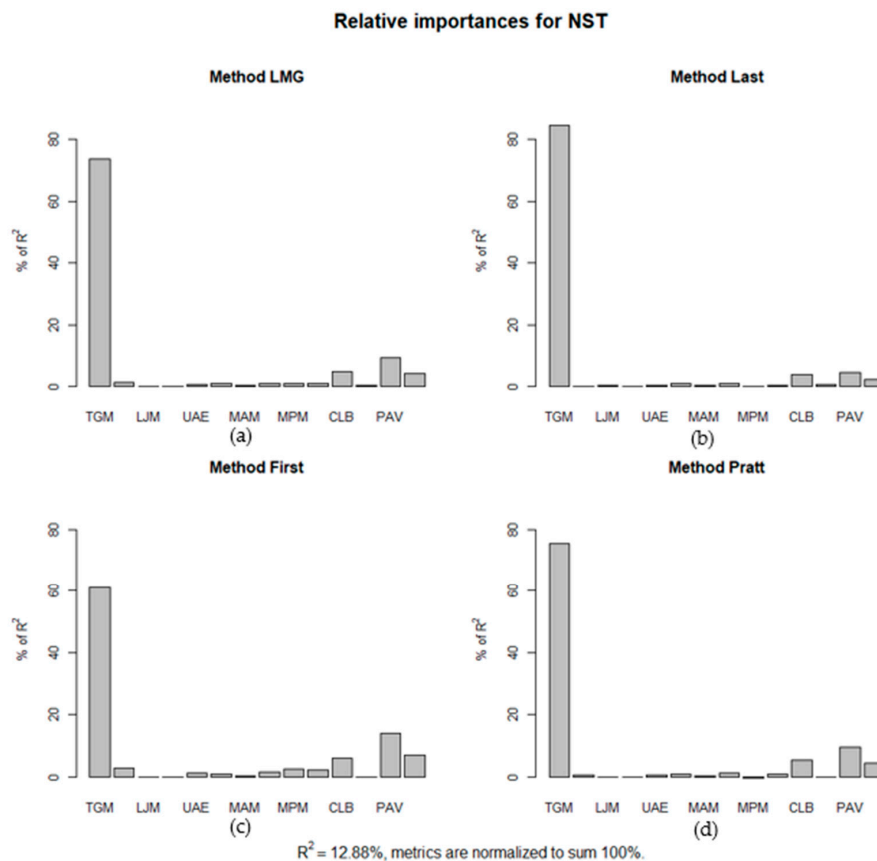 Relative importances for NST
Method LMG
% of R²
0 20 40 60 80
TGM LJM UAE MAM MPM CLB PAV
(a)
Method Last
% of R²
0 20 40 60 80
TGM LJM UAE MAM MPM CLB PAV
(b)
Method First
% of R²
0 20 40 60 80
TGM LJM UAE MAM MPM CLB PAV
(c)
Method Pratt
% of R²
0 20 40 60 80
TGM LJM UAE MAM MPM CLB PAV
(d)
R² = 12.88%, metrics are normalized to sum 100%.